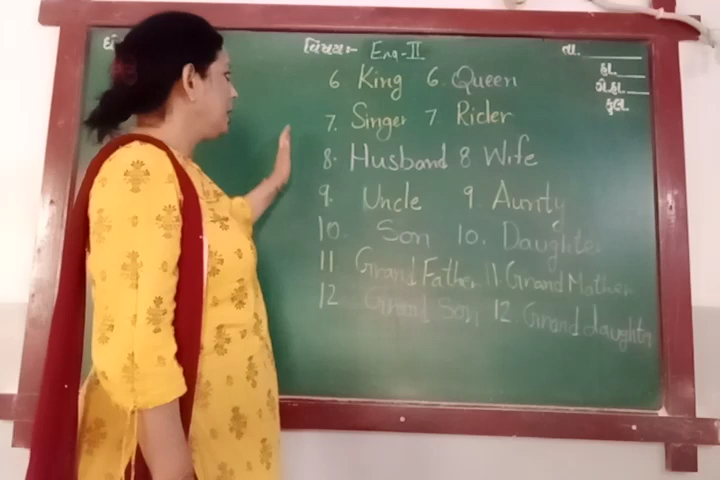 વિષય:- Eng-II
તા.
હા.
ગે.હા.
કુલ.
6 King 6. Queen
7. Singer 7. Rider
8. Husband 8 Wife
9. Uncle 9. Aunty
10. Son 10. Daughter
11 Grand Father 11. Grand Mother
12 Grand Son 12. Grand daughter